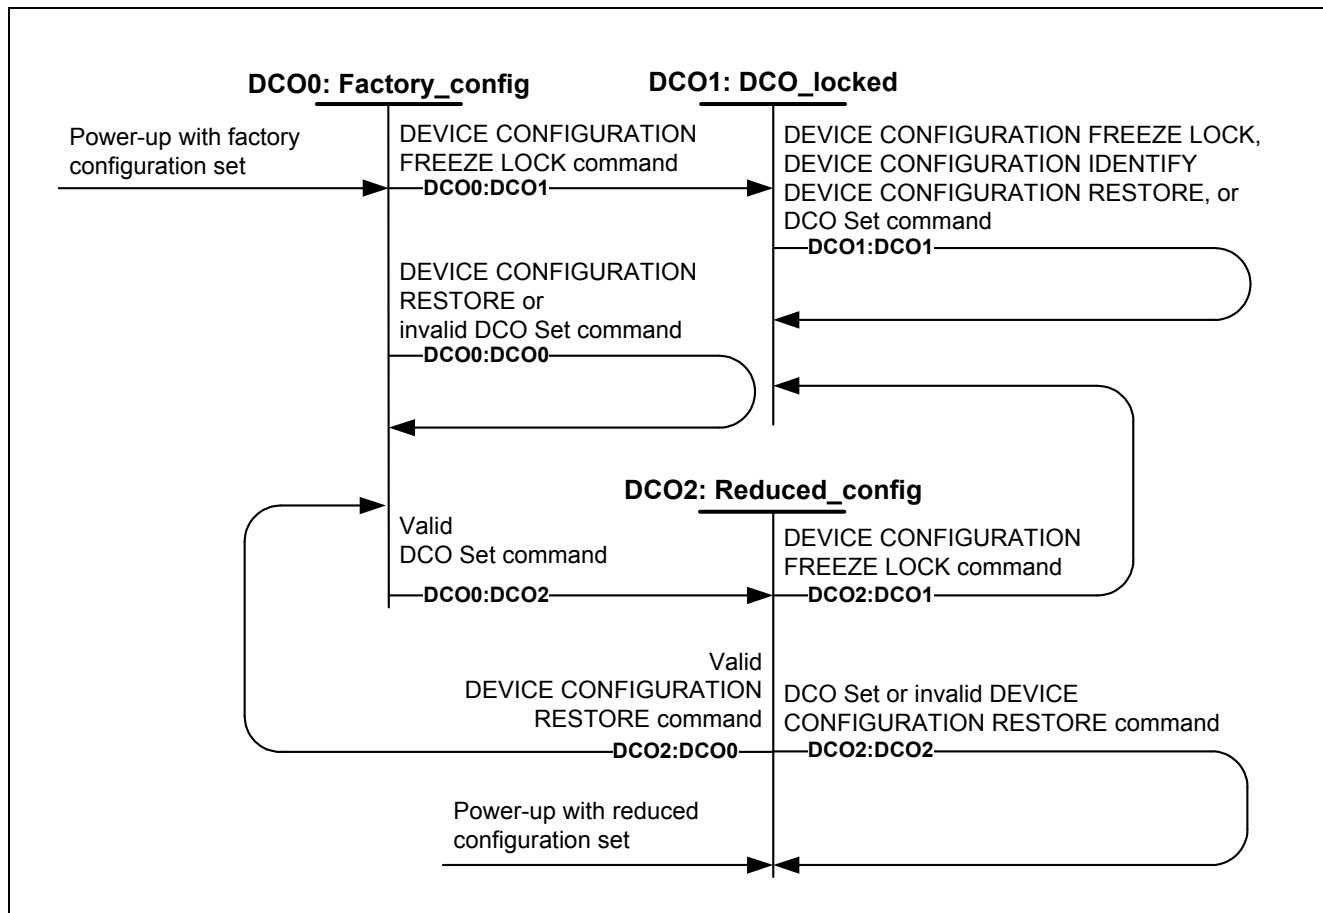 DCO0: Factory_config
DCO1: DCO_locked
Power-up with factory
configuration set
DEVICE CONFIGURATION
FREEZE LOCK command
DCO0:DCO1
DEVICE CONFIGURATION FREEZE LOCK,
DEVICE CONFIGURATION IDENTIFY
DEVICE CONFIGURATION RESTORE, or
DCO Set command
DCO1:DCO1
DEVICE CONFIGURATION
RESTORE or
invalid DCO Set command
DCO0:DCO0
DCO2: Reduced_config
Valid
DCO Set command
DCO0:DCO2
DEVICE CONFIGURATION
FREEZE LOCK command
DCO2:DCO1
Valid
DEVICE CONFIGURATION
RESTORE command
DCO2:DCO0
DCO Set or invalid DEVICE
CONFIGURATION RESTORE command
DCO2:DCO2
Power-up with reduced
configuration set